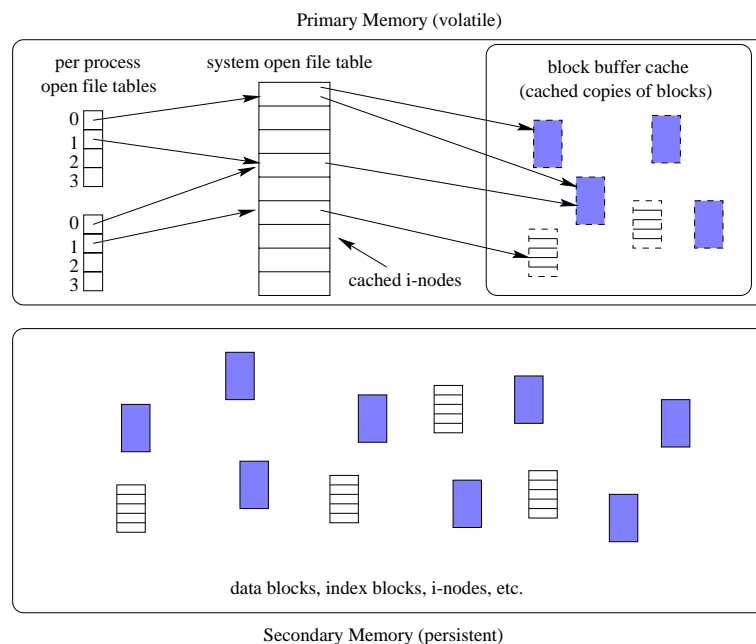 Primary Memory (volatile)
per process
open file tables
system open file table
block buffer cache
(cached copies of blocks)
0
1
2
3
0
1
2
3
cached i-nodes
data blocks, index blocks, i-nodes, etc.
Secondary Memory (persistent)